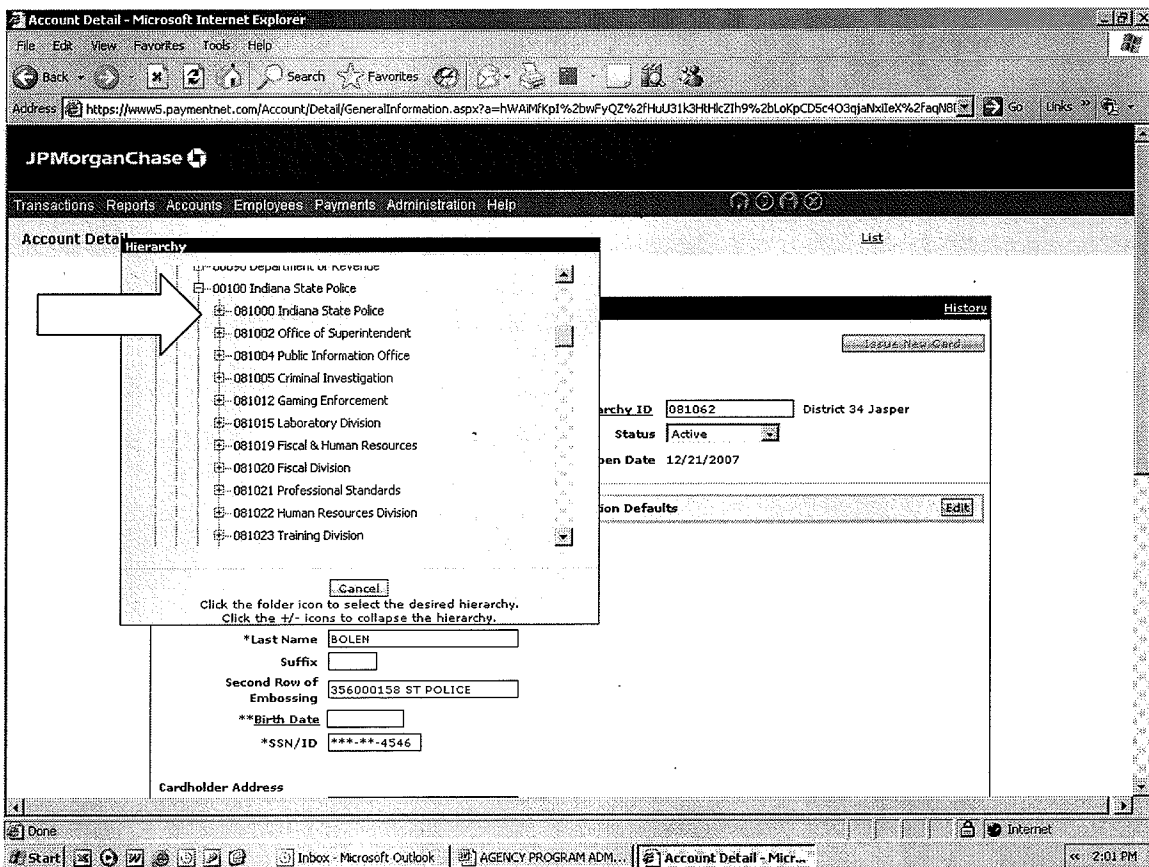 Account Detail - Microsoft Internet Explorer
File Edit View Favorites Tools Help
Back Search Favorites
Address https://www5.paymentnet.com/Account/Detail/GeneralInformation.aspx?a= Go Links »
JPMorganChase
Transactions Reports Accounts Employees Payments Administration Help
Account Detail List
Hierarchy
00090 Department of Revenue
00100 Indiana State Police
081000 Indiana State Police
081002 Office of Superintendent
081004 Public Information Office
081005 Criminal Investigation
081012 Gaming Enforcement
081015 Laboratory Division
081019 Fiscal & Human Resources
081020 Fiscal Division
081021 Professional Standards
081022 Human Resources Division
081023 Training Division
Cancel
Click the folder icon to select the desired hierarchy.
Click the +/- icons to collapse the hierarchy.
History
Issue New Card
archy ID 081062 District 34 Jasper
Status Active
pen Date 12/21/2007
ion Defaults Edit
*Last Name BOLEN
Suffix
Second Row of Embossing 356000158 ST POLICE
**Birth Date
*SSN/ID ***-**-4546
Cardholder Address
Done Internet
Start Inbox - Microsoft Outlook AGENCY PROGRAM ADM... Account Detail - Micr... « 2:01 PM